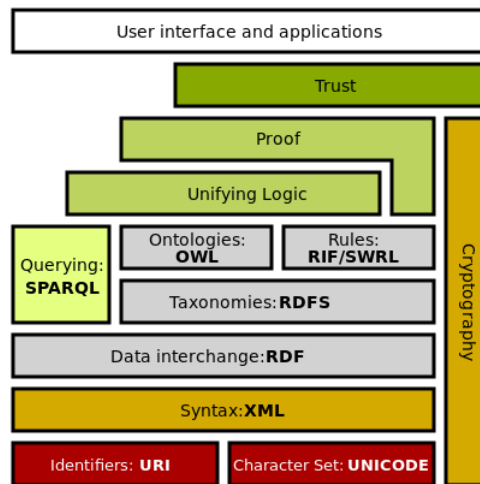 User interface and applications
Trust
Proof
Unifying Logic
Ontologies:
OWL
Rules:
RIF/SWRL
Querying:
SPARQL
Taxonomies:RDFS
Cryptography
Data interchange:RDF
Syntax:XML
Identifiers: URI
Character Set: UNICODE